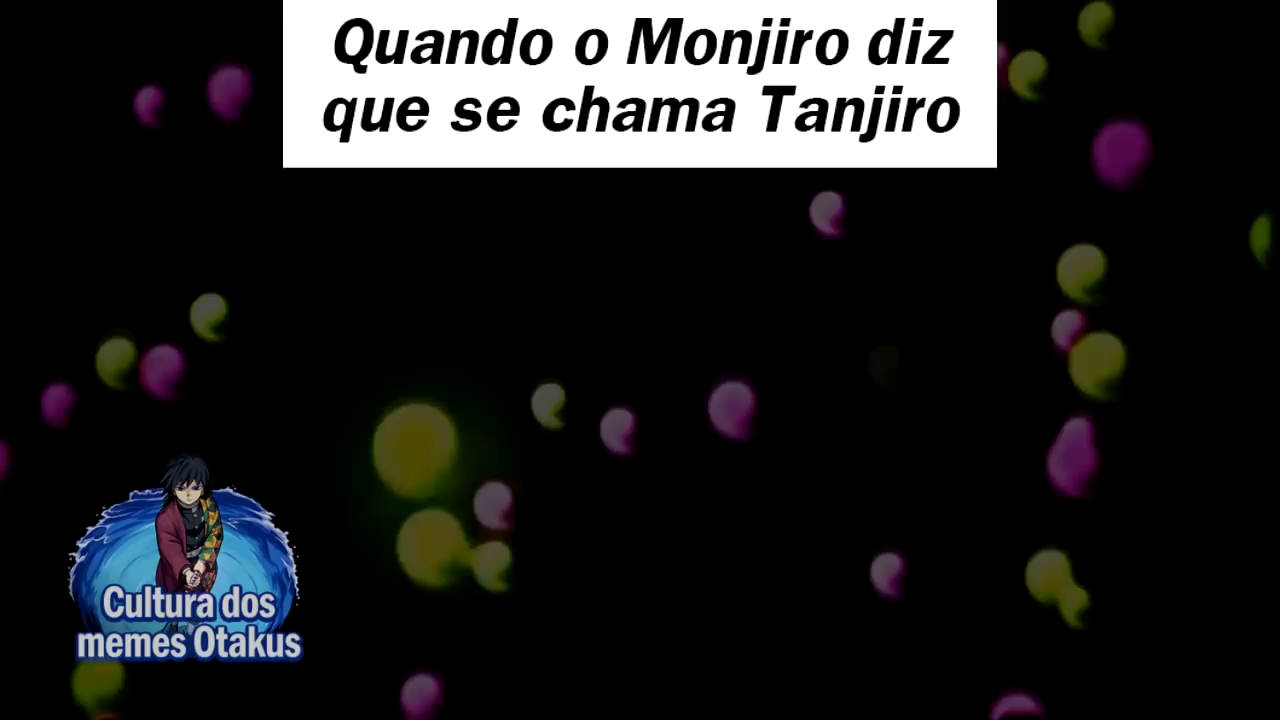 Quando o Monjiro diz
que se chama Tanjiro
Cultura dos
memes Otakus